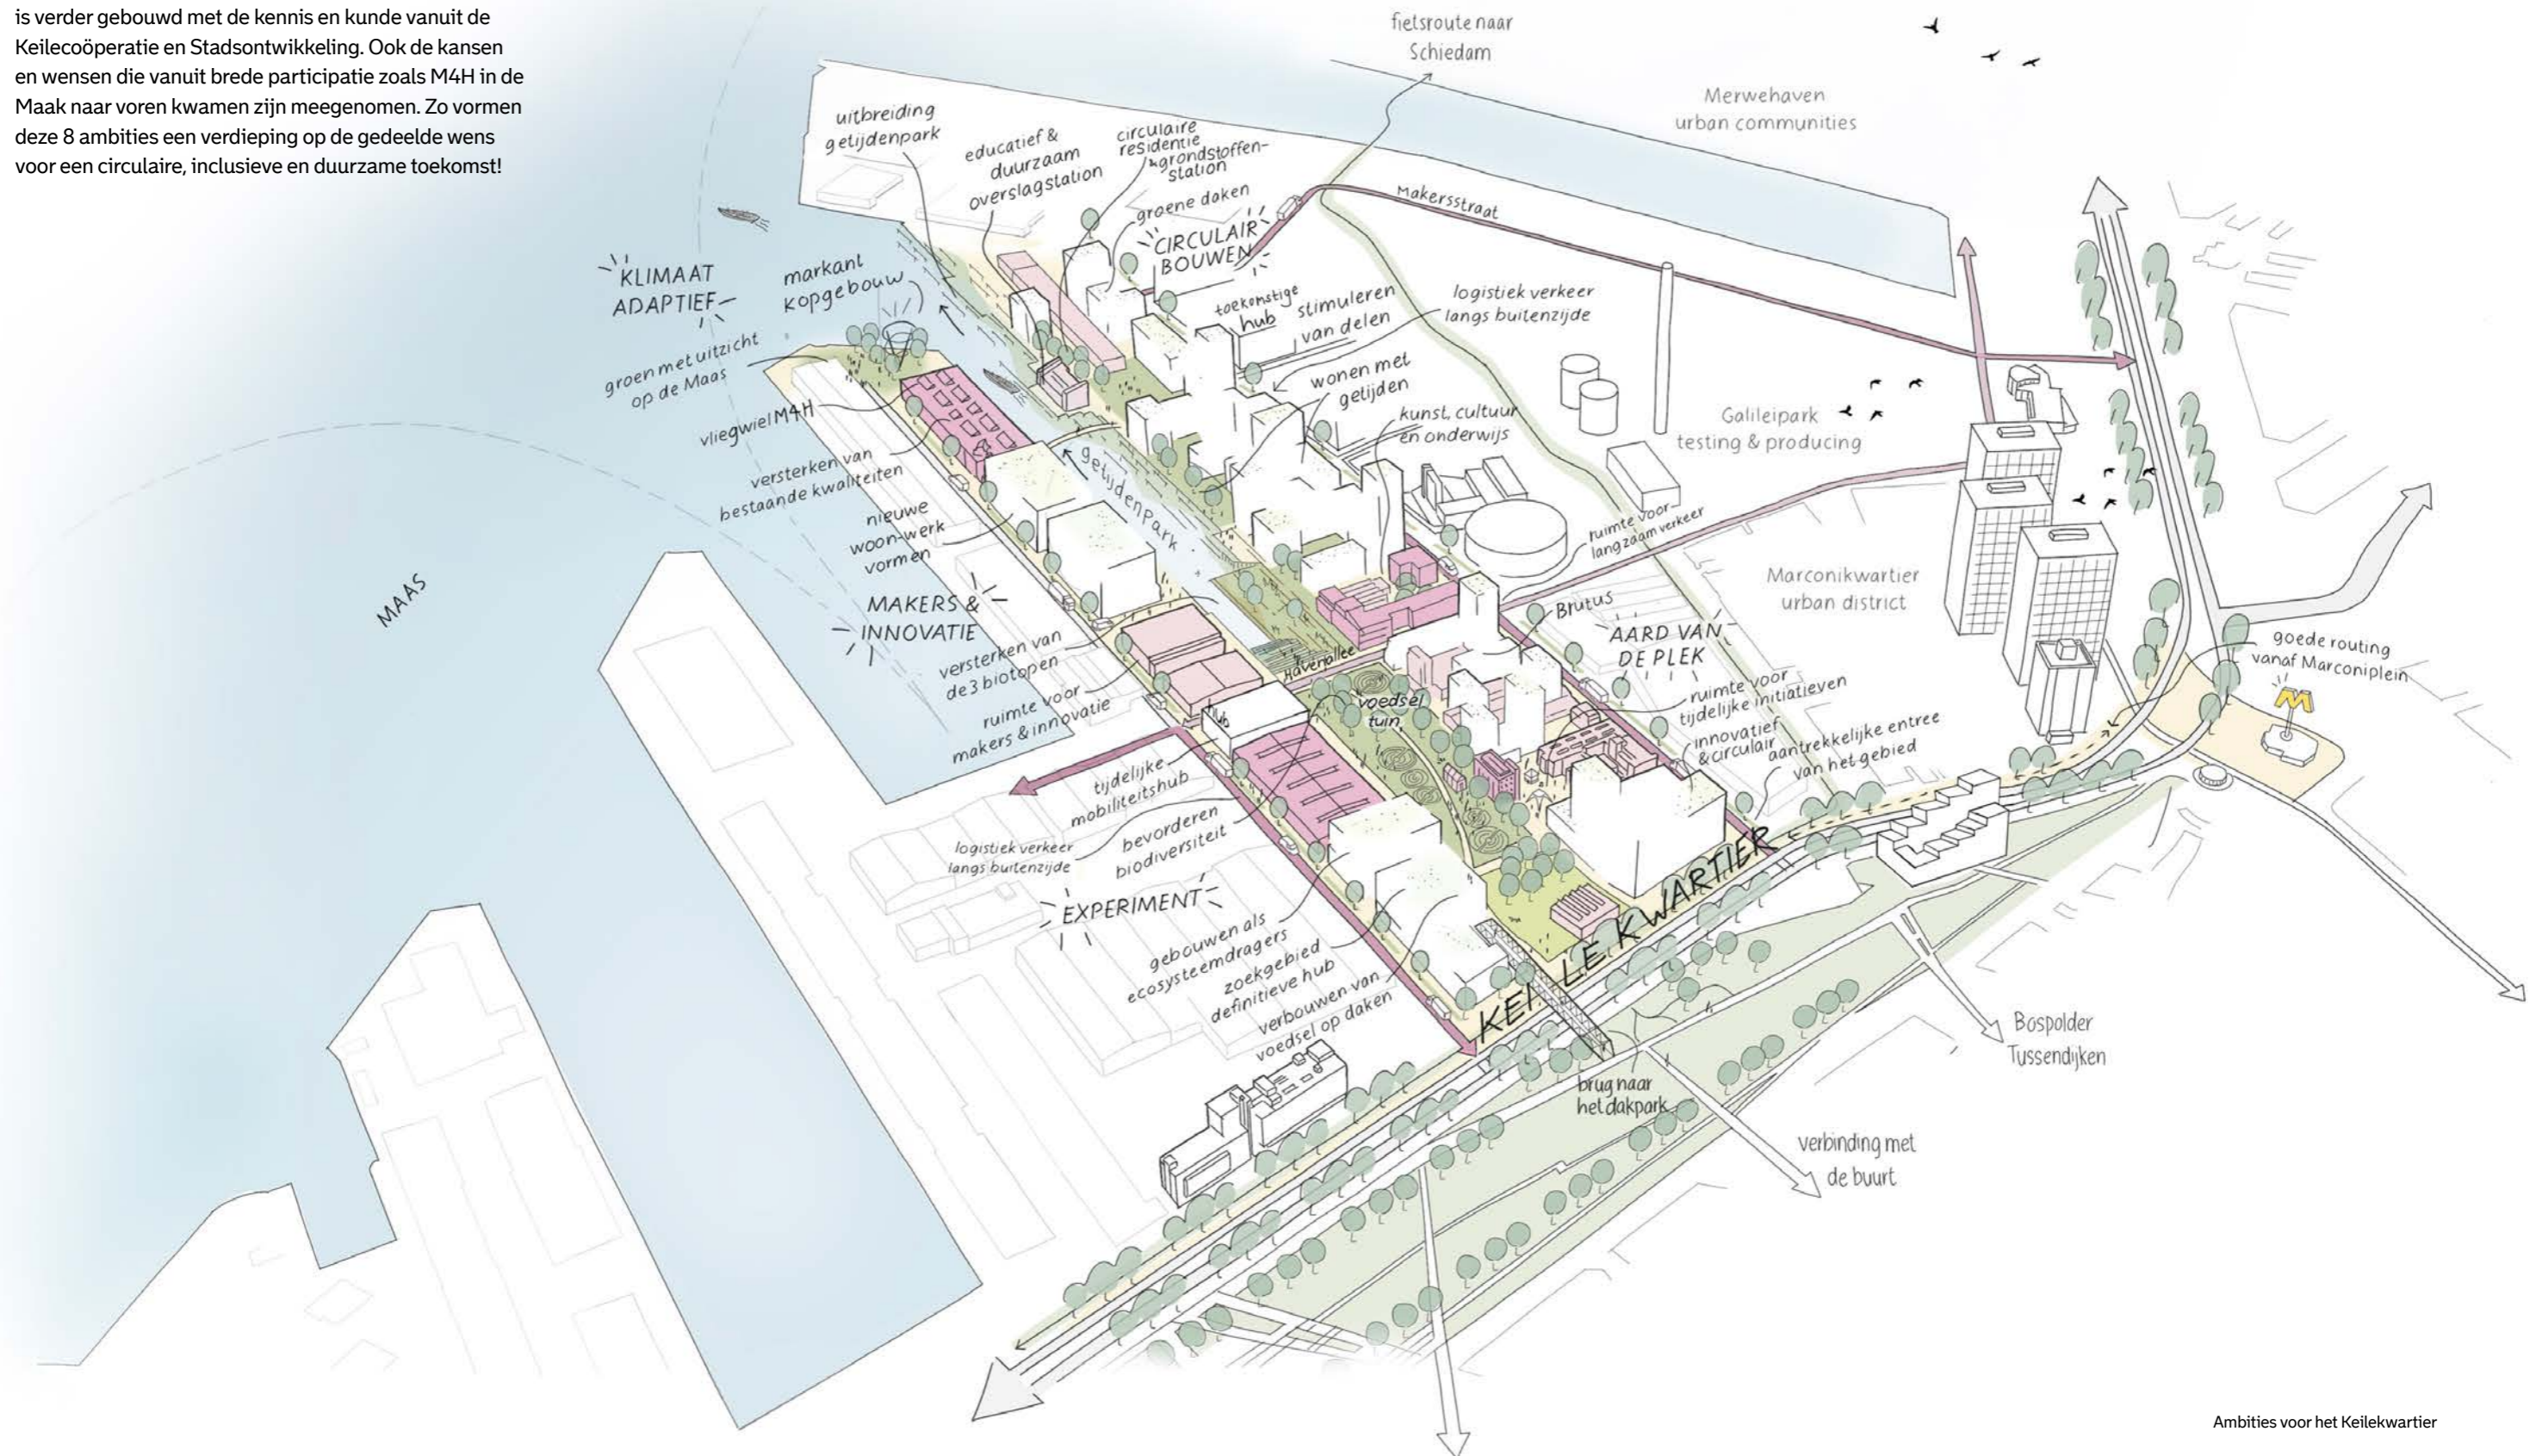 is verder gebouwd met de kennis en kunde vanuit de
Keilecoöperatie en Stadsontwikkeling. Ook de kansen
en wensen die vanuit brede participatie zoals M4H in de
Maak naar voren kwamen zijn meegenomen. Zo vormen
deze 8 ambities een verdieping op de gedeelde wens
voor een circulaire, inclusieve en duurzame toekomst!
fietsroute naar
Schiedam
Merwehaven
urban communities
uitbreiding
getijdenpark
educatief &
duurzaam
overslagstation
circulaire
residentie
& grondstoffen-
station
groene daken
CIRCULAIR
BOUWEN
Makersstraat
KLIMAAT
ADAPTIEF
markant
kopgebouw
toekomstige
hub
stimuleren
van delen
logistiek verkeer
langs buitenzijde
groen met uitzicht
op de Maas
wonen met
getijden
vliegwiel M4H
kunst, cultuur
en onderwijs
Galileipark
testing & producing
versterken van
bestaande kwaliteiten
getijdenpark
nieuwe
woon-werk
vormen
ruimte voor
langzaam verkeer
MAAS
Marconikwartier
urban district
MAKERS &
INNOVATIE
Brutus
AARD VAN
DE PLEK
goede routing
vanaf Marconiplein
M
versterken van
de 3 biotopen
Havenallee
ruimte voor
makers & innovatie
hub
voedsel
tuin
ruimte voor
tijdelijke initiatieven
innovatief
& circulair
aantrekkelijke entree
van het gebied
tijdelijke
mobiliteitshub
logistiek verkeer
langs buitenzijde
bevorderen
biodiversiteit
EXPERIMENT
KEILEKWARTIER
gebouwen als
ecosysteemdragers
zoekgebied
definitieve hub
verbouwen van
voedsel op daken
Bospolder
Tussendijken
brug naar
het dakpark
verbinding met
de buurt
Ambities voor het Keilekwartier